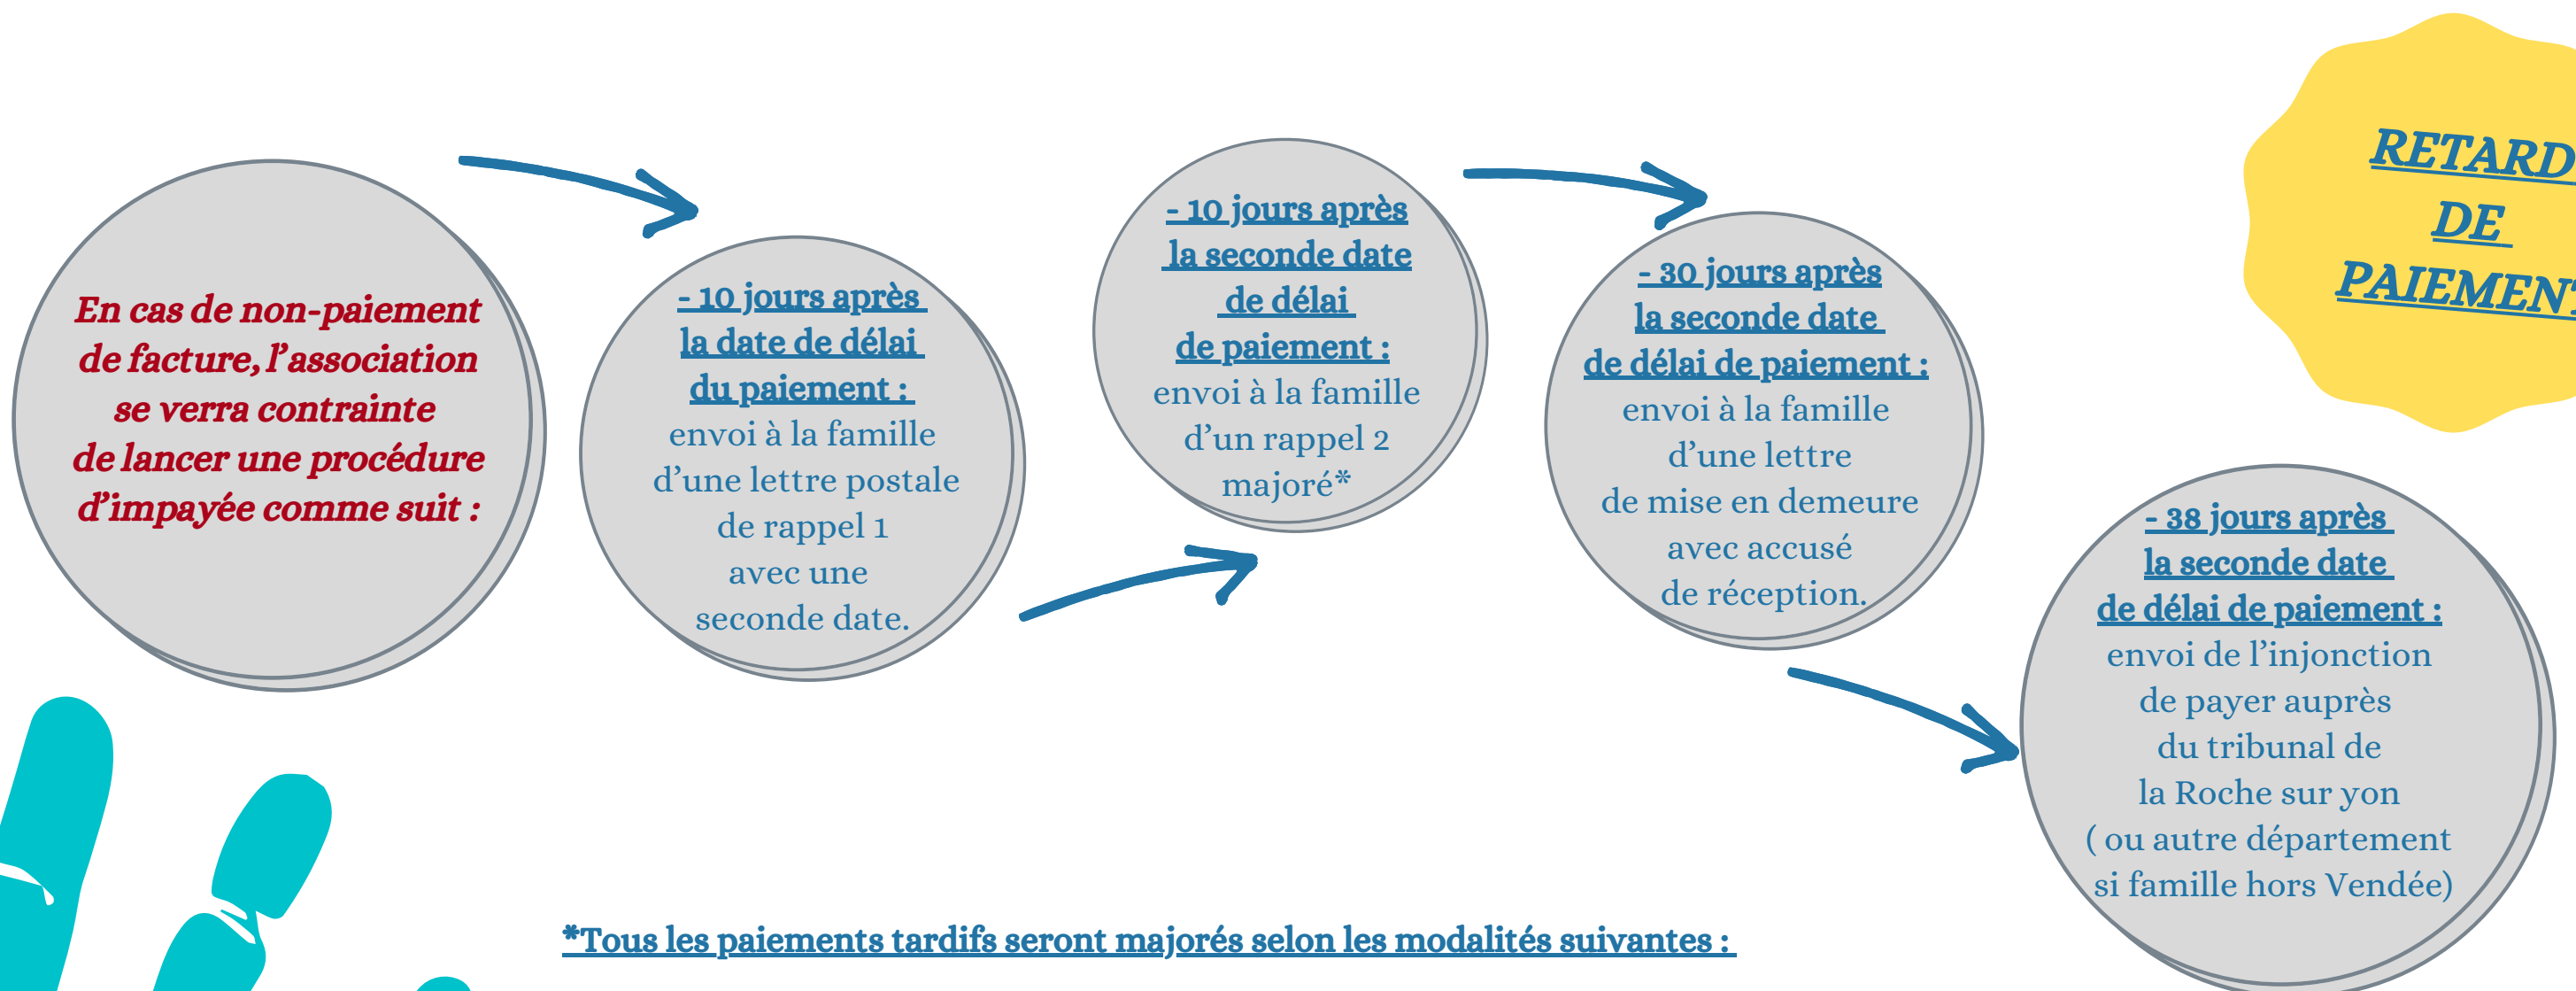 RETARD
DE
PAIEMENT
En cas de non-paiement
de facture, l'association
se verra contrainte
de lancer une procédure
d'impayée comme suit :
- 10 jours après
la date de délai
du paiement :
envoi à la famille
d'une lettre postale
de rappel 1
avec une
seconde date.
- 10 jours après
la seconde date
de délai
de paiement :
envoi à la famille
d'un rappel 2
majoré*
- 30 jours après
la seconde date
de délai de paiement :
envoi à la famille
d'une lettre
de mise en demeure
avec accusé
de réception.
- 38 jours après
la seconde date
de délai de paiement :
envoi de l'injonction
de payer auprès
du tribunal de
la Roche sur yon
( ou autre département
si famille hors Vendée)
*Tous les paiements tardifs seront majorés selon les modalités suivantes :